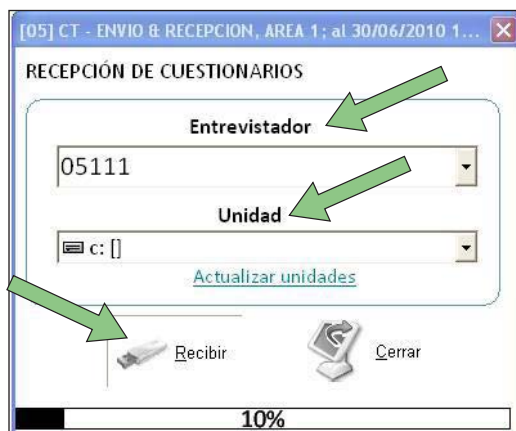 [05] CT - ENVIO & RECEPCION, AREA 1; al 30/06/2010 1...
RECEPCIÓN DE CUESTIONARIOS
Entrevistador
05111
Unidad
c: []
Actualizar unidades
Recibir
Cerrar
10%